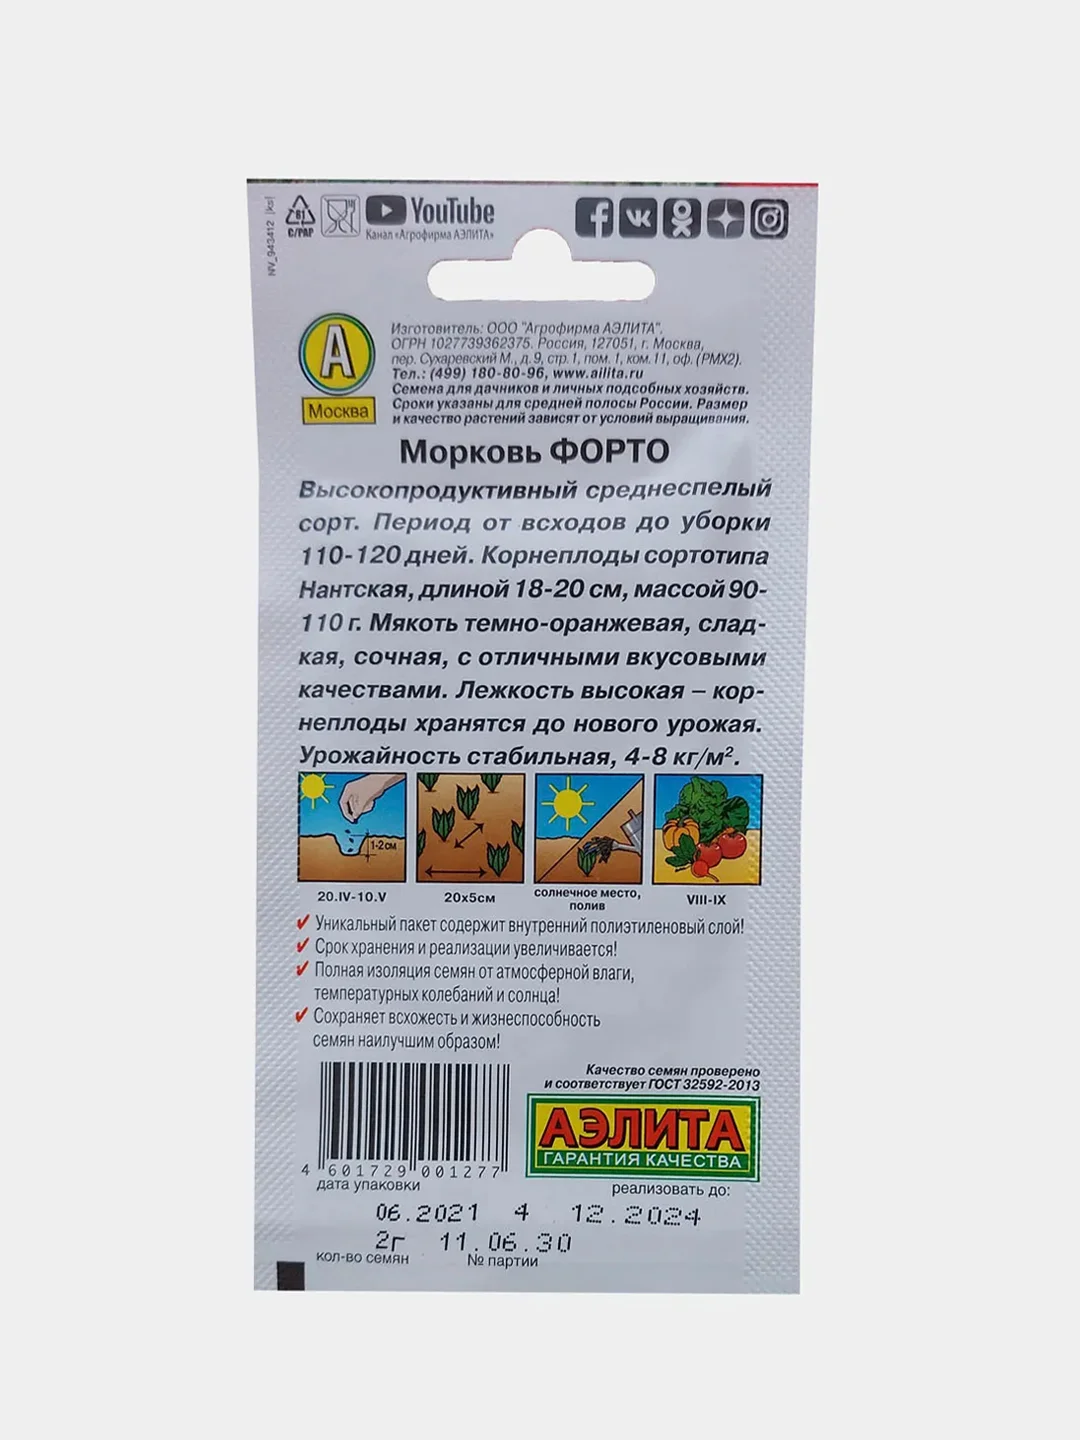 NV_943412 [ks]
81
C/PAP
YouTube
Канал «Агрофирма АЭЛИТА»
А
Москва
Изготовитель: ООО "Агрофирма АЭЛИТА".
ОГРН 1027739362375. Россия, 127051, г. Москва,
пер. Сухаревский М., д. 9, стр. 1, пом. 1, ком. 11, оф. (РМХ2).
Тел.: (499) 180-80-96, www.ailita.ru
Семена для дачников и личных подсобных хозяйств.
Сроки указаны для средней полосы России. Размер
и качество растений зависят от условий выращивания.
Морковь ФОРТО
Высокопродуктивный среднеспелый
сорт. Период от всходов до уборки
110-120 дней. Корнеплоды сортотипа
Нантская, длиной 18-20 см, массой 90-
110 г. Мякоть темно-оранжевая, слад-
кая, сочная, с отличными вкусовыми
качествами. Лежкость высокая – кор-
неплоды хранятся до нового урожая.
Урожайность стабильная, 4-8 кг/м².
1-2 см
20.IV-10.V
20х5см
солнечное место,
полив
VIII-IX
✓ Уникальный пакет содержит внутренний полиэтиленовый слой!
✓ Срок хранения и реализации увеличивается!
✓ Полная изоляция семян от атмосферной влаги,
температурных колебаний и солнца!
✓ Сохраняет всхожесть и жизнеспособность
семян наилучшим образом!
Качество семян проверено
и соответствует ГОСТ 32592-2013
АЭЛИТА
ГАРАНТИЯ КАЧЕСТВА
4 601729 001277
дата упаковки
реализовать до:
06.2021 4 12.2024
2г 11.06.30
кол-во семян
№ партии